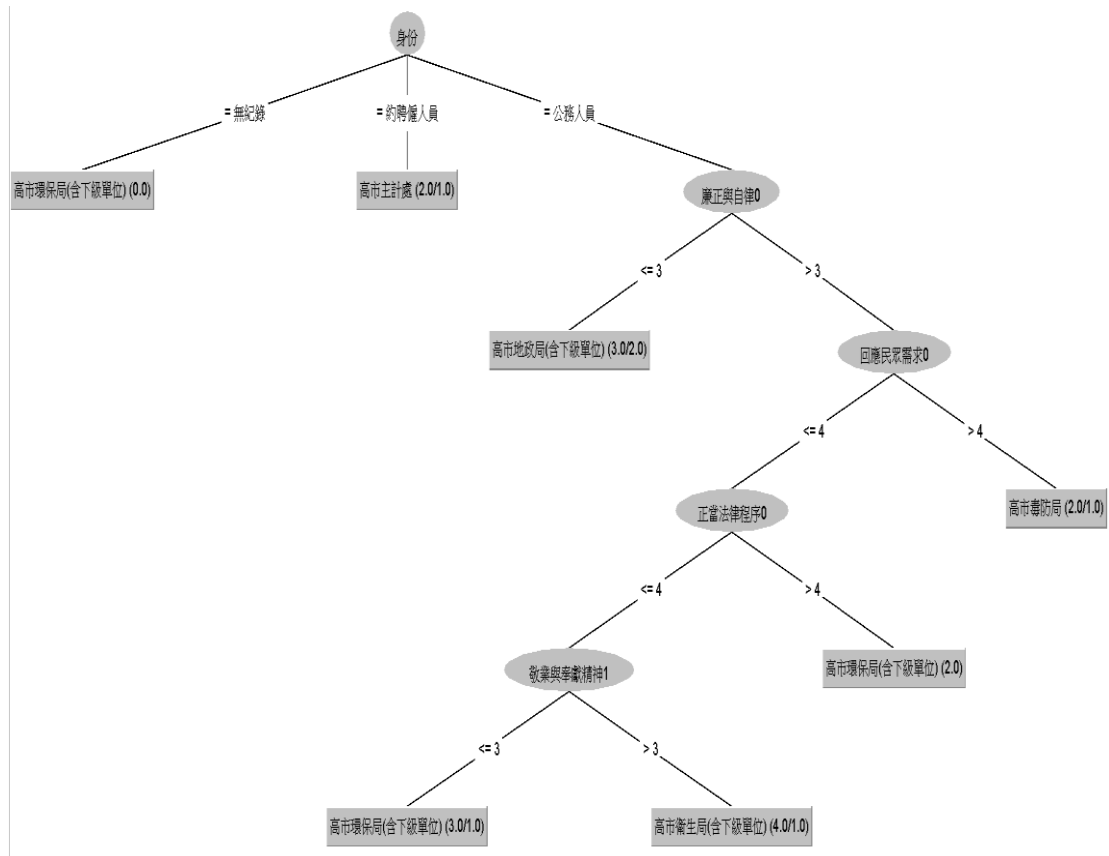 身份
= 無紀錄
= 約聘僱人員
= 公務人員
高市環保局(含下級單位) (0.0)
高市主計處 (2.0/1.0)
廉正與自律0
<= 3
> 3
高市地政局(含下級單位) (3.0/2.0)
回應民眾需求0
<= 4
> 4
正當法律程序0
高市毒防局 (2.0/1.0)
<= 4
> 4
敬業與奉獻精神1
高市環保局(含下級單位) (2.0)
<= 3
> 3
高市環保局(含下級單位) (3.0/1.0)
高市衛生局(含下級單位) (4.0/1.0)